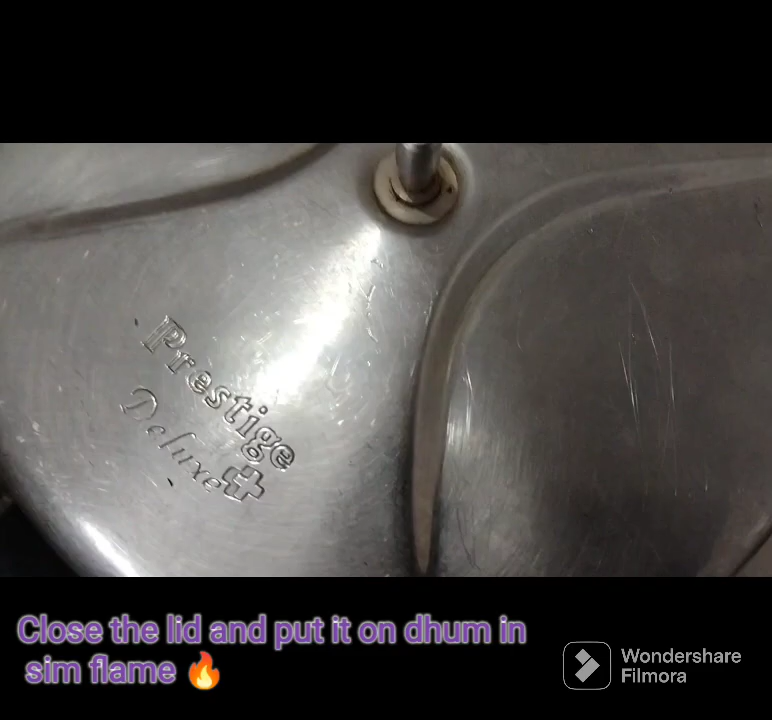 Prestige
Deluxe
Close the lid and put it on dhum in
sim flame 🔥
Wondershare
Filmora